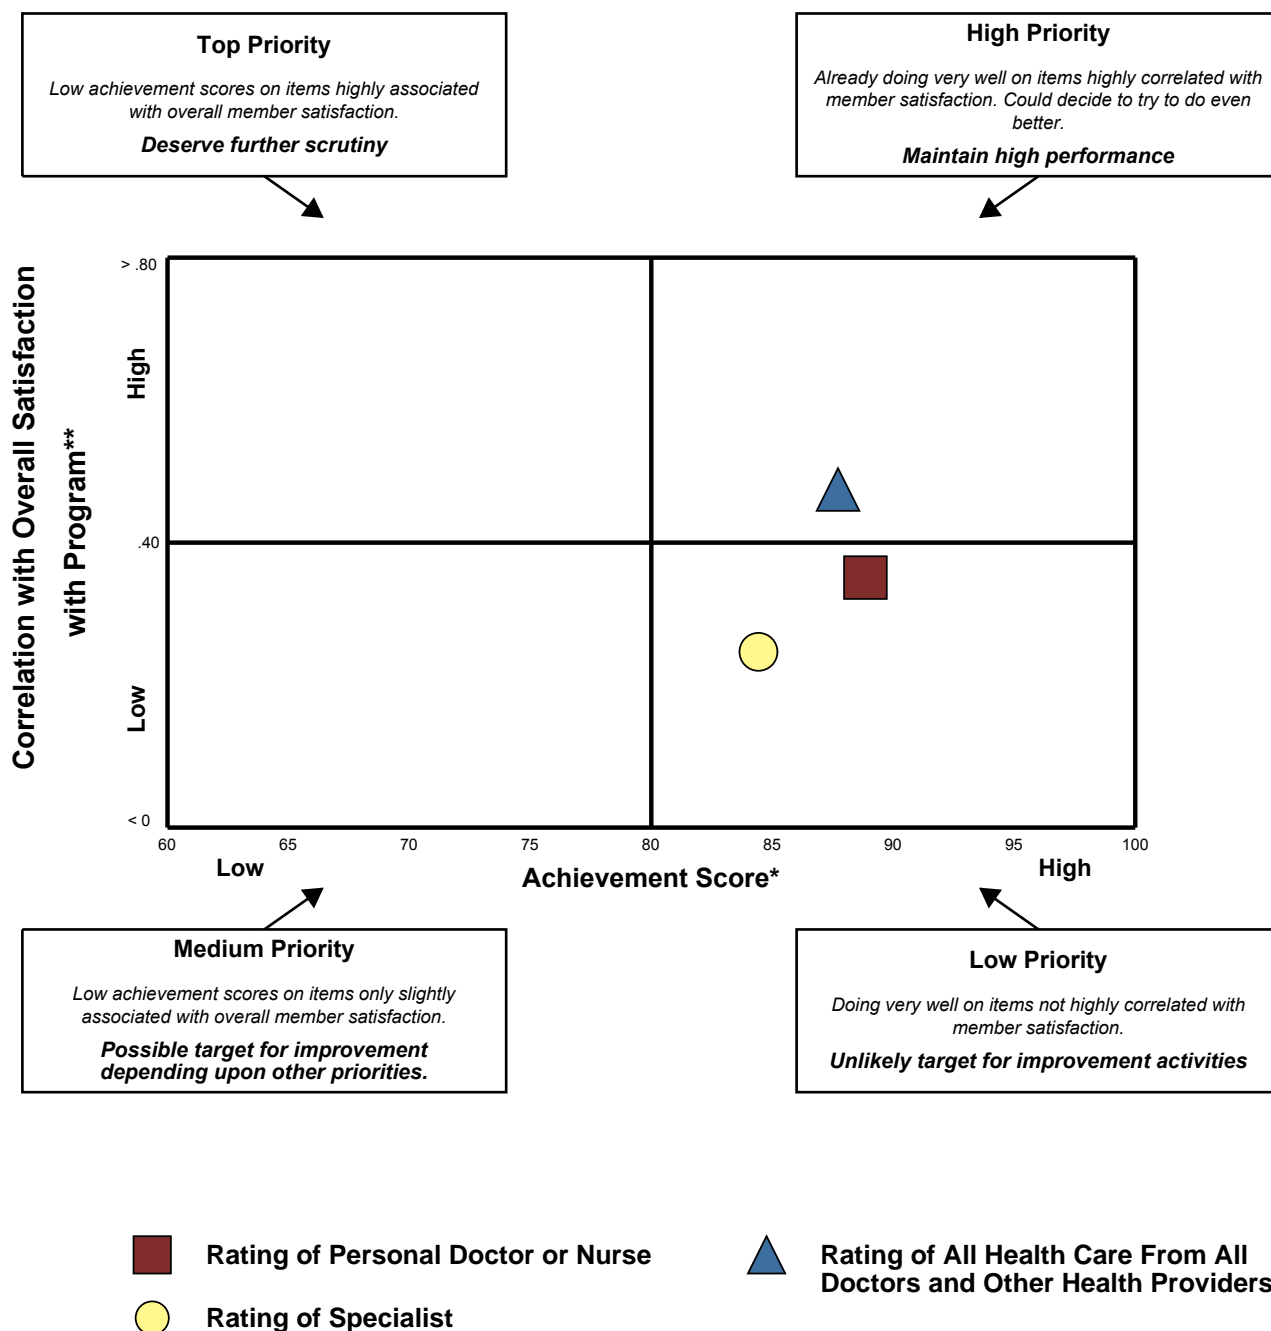 Top Priority
Low achievement scores on items highly associated
with overall member satisfaction.
Deserve further scrutiny
High Priority
Already doing very well on items highly correlated with
member satisfaction. Could decide to try to do even
better.
Maintain high performance
Correlation with Overall Satisfaction
with Program**
> .80
High
.40
Low
< 0
60 65 70 75 80 85 90 95 100
Low
Achievement Score*
High
Medium Priority
Low achievement scores on items only slightly
associated with overall member satisfaction.
Possible target for improvement
depending upon other priorities.
Low Priority
Doing very well on items not highly correlated with
member satisfaction.
Unlikely target for improvement activities
Rating of Personal Doctor or Nurse
Rating of Specialist
Rating of All Health Care From All
Doctors and Other Health Providers